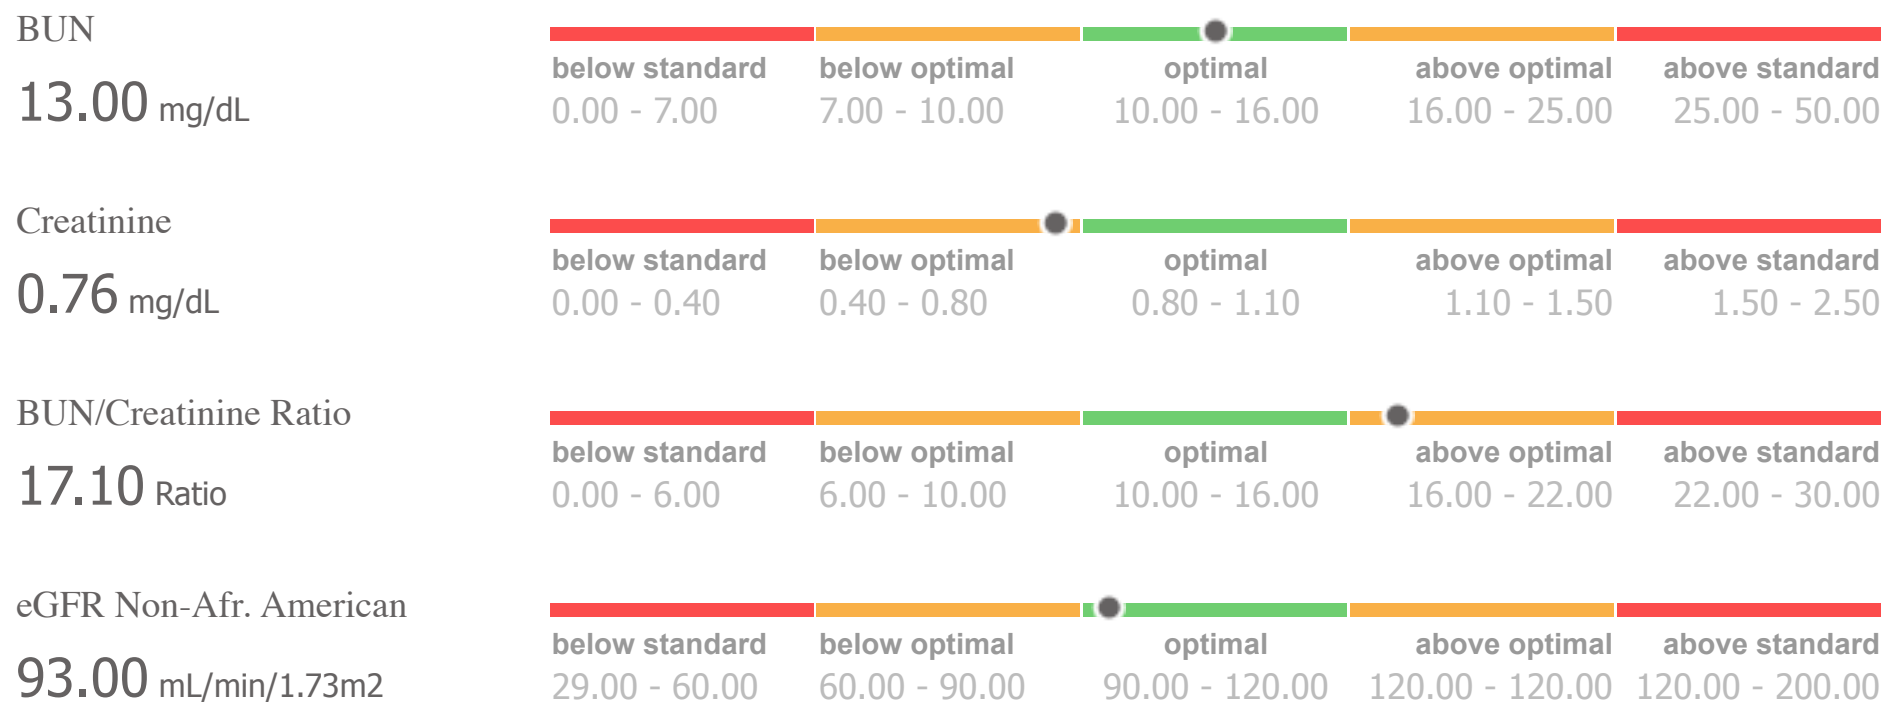 BUN
13.00 mg/dL
below standard below optimal optimal above optimal above standard
0.00 - 7.00 7.00 - 10.00 10.00 - 16.00 16.00 - 25.00 25.00 - 50.00
Creatinine
0.76 mg/dL
below standard below optimal optimal above optimal above standard
0.00 - 0.40 0.40 - 0.80 0.80 - 1.10 1.10 - 1.50 1.50 - 2.50
BUN/Creatinine Ratio
17.10 Ratio
below standard below optimal optimal above optimal above standard
0.00 - 6.00 6.00 - 10.00 10.00 - 16.00 16.00 - 22.00 22.00 - 30.00
eGFR Non-Afr. American
93.00 mL/min/1.73m2
below standard below optimal optimal above optimal above standard
29.00 - 60.00 60.00 - 90.00 90.00 - 120.00 120.00 - 120.00 120.00 - 200.00